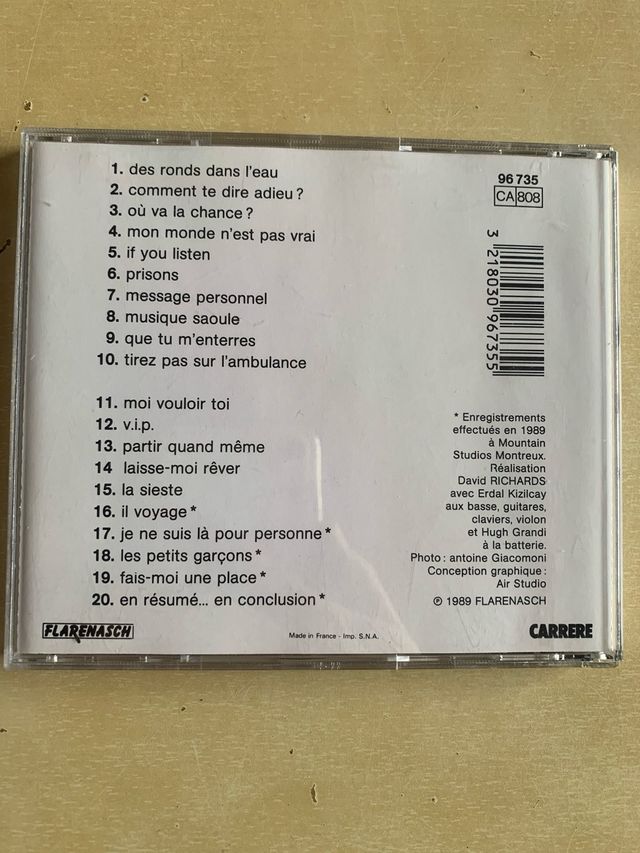 1. des ronds dans l'eau
2. comment te dire adieu ?
3. où va la chance ?
4. mon monde n'est pas vrai
5. if you listen
6. prisons
7. message personnel
8. musique saoule
9. que tu m'enterres
10. tirez pas sur l'ambulance
11. moi vouloir toi
12. v.i.p.
13. partir quand même
14 laisse-moi rêver
15. la sieste
16. il voyage *
17. je ne suis là pour personne *
18. les petits garçons *
19. fais-moi une place *
20. en résumé... en conclusion *
96 735
CA 808
3 218030 967355
* Enregistrements
effectués en 1989
à Mountain
Studios Montreux.
Réalisation
David RICHARDS
avec Erdal Kizilcay
aux basse, guitares,
claviers, violon
et Hugh Grandi
à la batterie.
Photo : antoine Giacomoni
Conception graphique :
Air Studio
℗ 1989 FLARENASCH
FLARENASCH
Made in France - Imp. S.N.A.
CARRERE